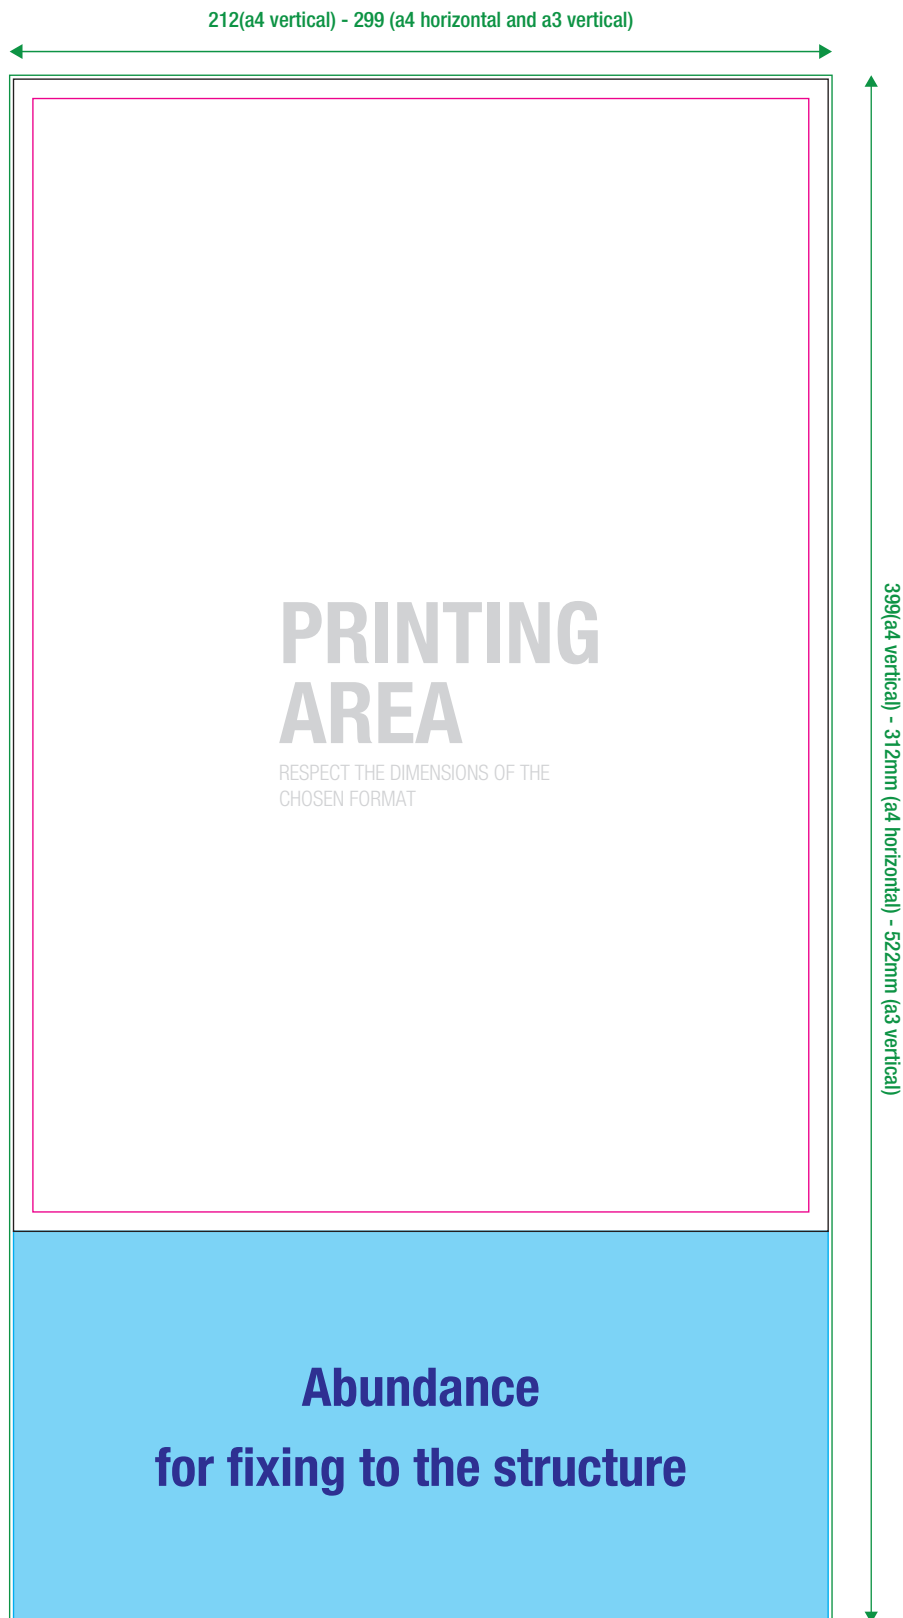 212(a4 vertical) - 299 (a4 horizontal and a3 vertical)
PRINTING
AREA
RESPECT THE DIMENSIONS OF THE
CHOSEN FORMAT
399(a4 vertical) - 312mm (a4 horizontal) - 522mm (a3 vertical)
Abundance
for fixing to the structure